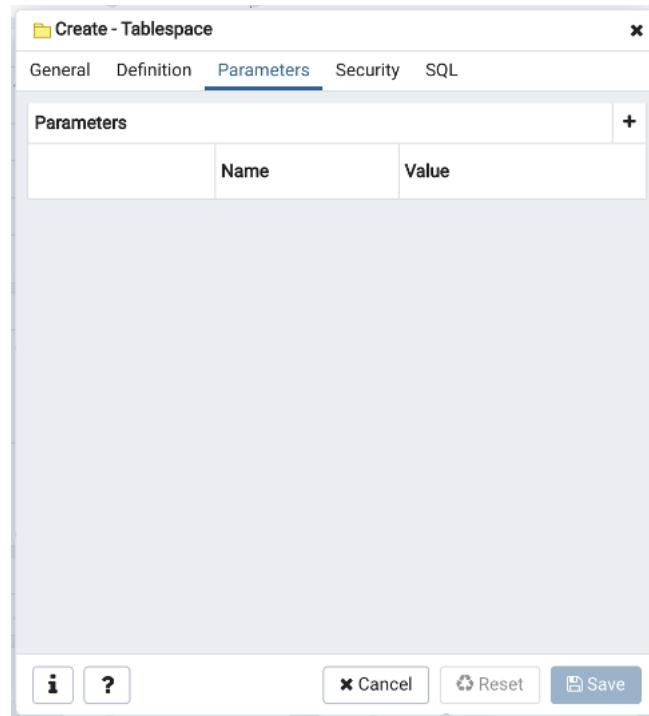 Create - Tablespace
General Definition Parameters Security SQL
Parameters
Name Value
Cancel Reset Save